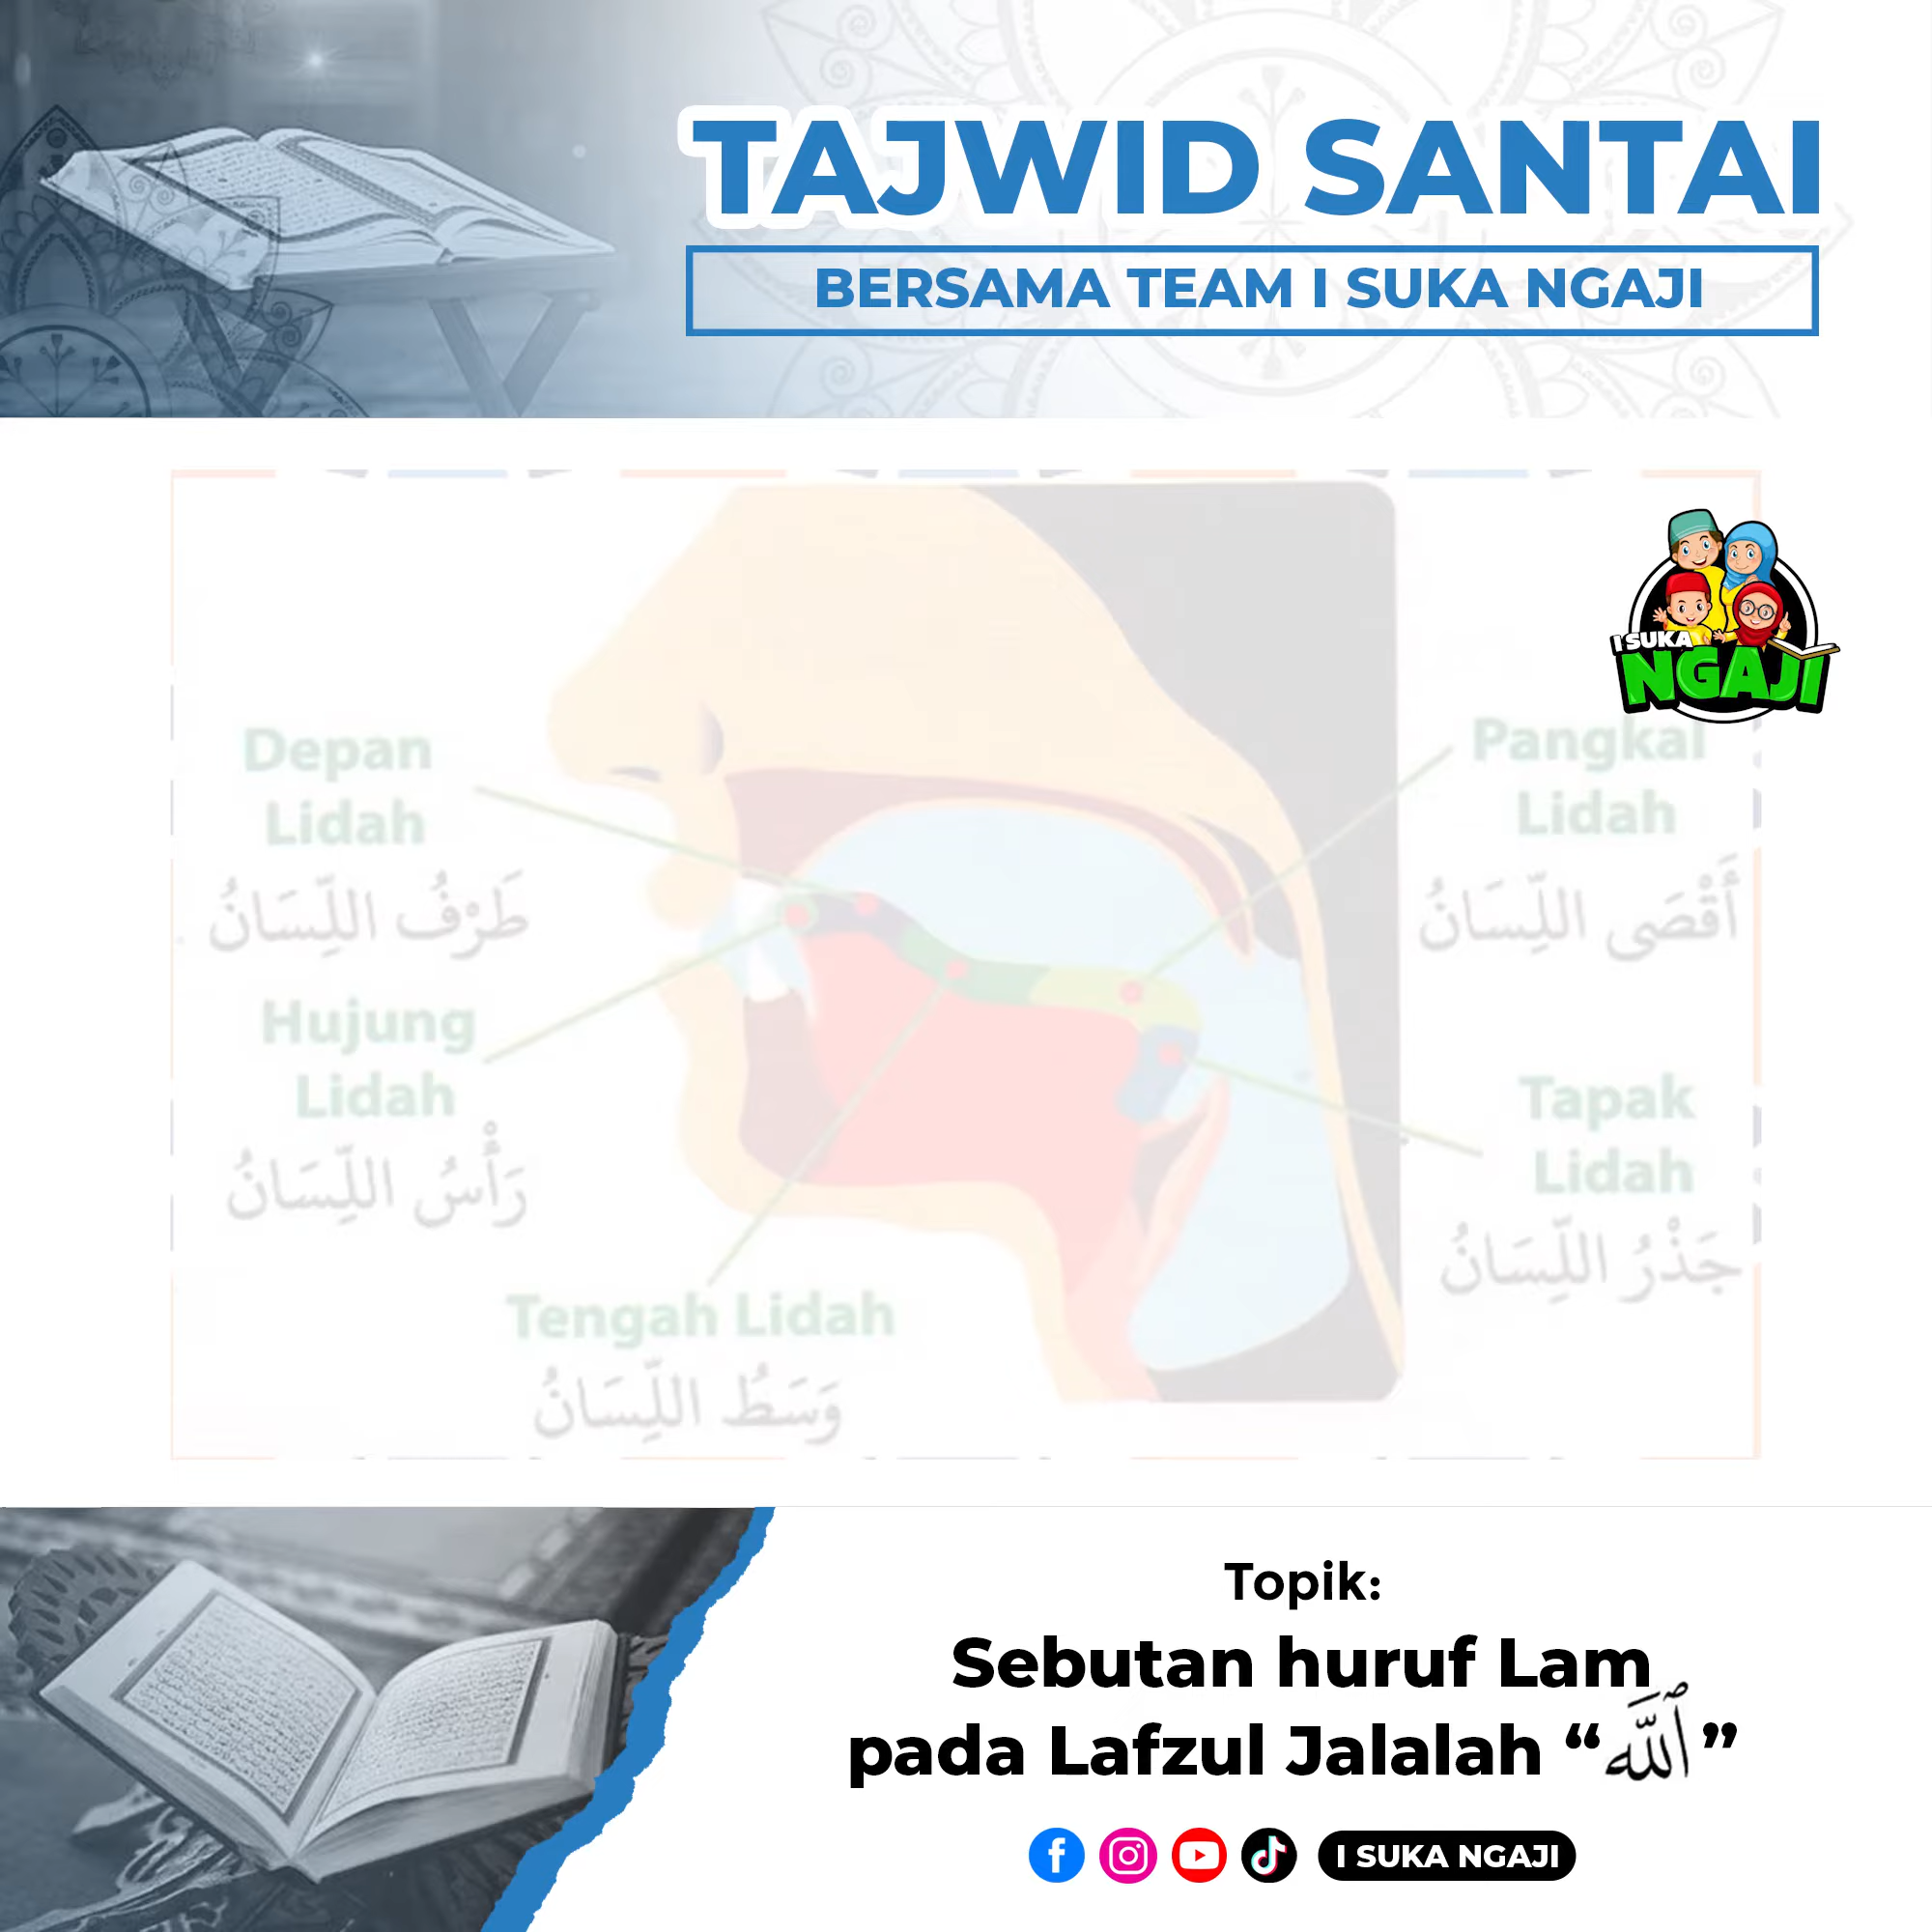 TAJWID SANTAI
BERSAMA TEAM I SUKA NGAJI
I SUKA
NGAJI
Depan
Lidah
طَرْفُ اللِّسَانُ
Hujung
Lidah
رَأْسُ اللِّسَانُ
Tengah Lidah
وَسَطُ اللِّسَانُ
Pangkal
Lidah
أَقْصَى اللِّسَانُ
Tapak
Lidah
جَذْرُ اللِّسَانُ
Topik:
Sebutan huruf Lam
pada Lafzul Jalalah “ٱللَّه”
I SUKA NGAJI